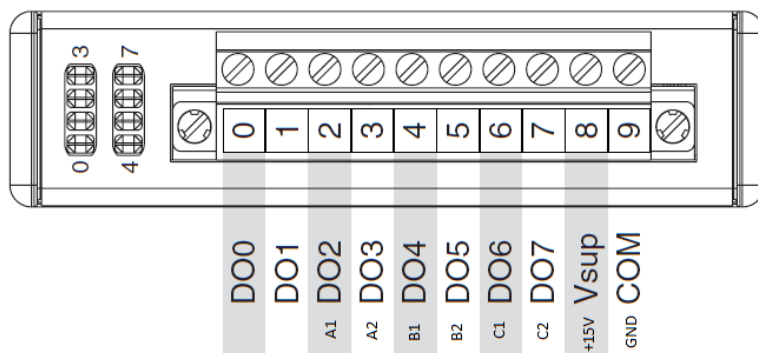 3 7
0 4
0 1 2 3 4 5 6 7 8 9
DO0
DO1
DO2
DO3
DO4
DO5
DO6
DO7
Vsup
COM
A1
A2
B1
B2
C1
C2
+15V
GND